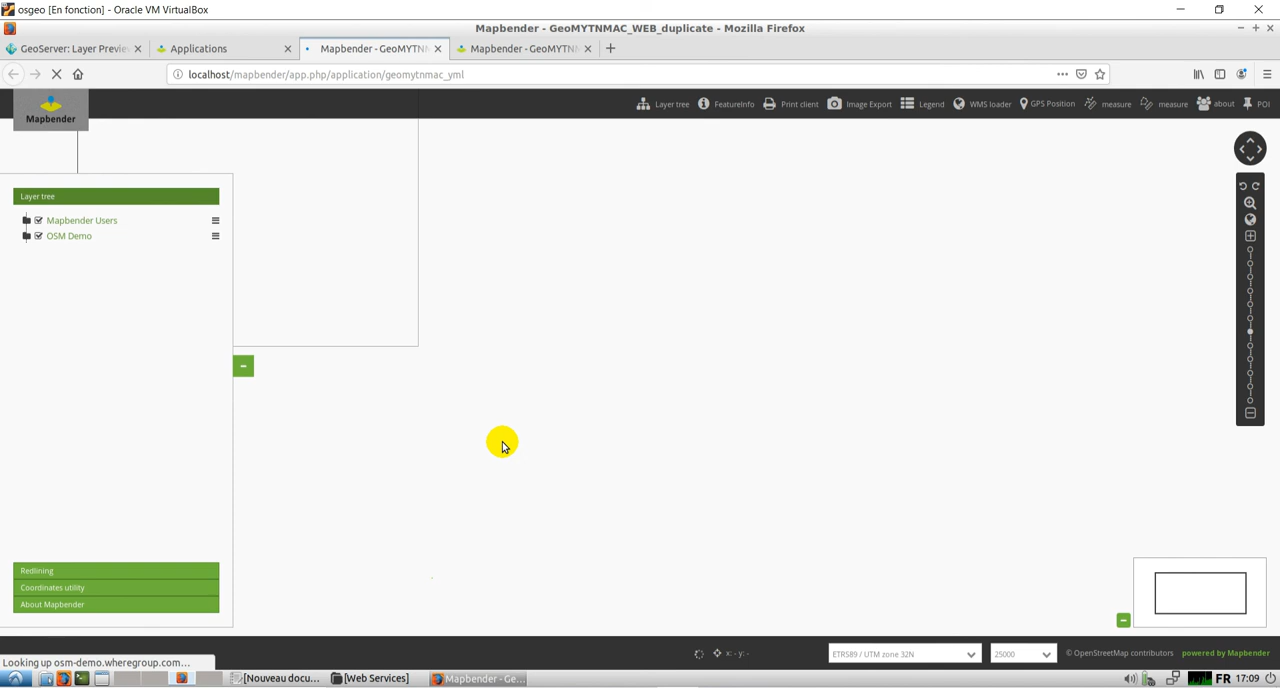 osgeo [En fonction] - Oracle VM VirtualBox
Mapbender - GeoMYTNMAC_WEB_duplicate - Mozilla Firefox
GeoServer: Layer Previe
Applications
Mapbender - GeoMYTNM
Mapbender - GeoMYTNM
localhost/mapbender/app.php/application/geomytnmac_yml
Mapbender
Layer tree
FeatureInfo
Print client
Image Export
Legend
WMS loader
GPS Position
measure
measure
about
POI
Layer tree
Mapbender Users
OSM Demo
Redlining
Coordinates utility
About Mapbender
x: - y: -
ETRS89 / UTM zone 32N
25000
© OpenStreetMap contributors
powered by Mapbender
Looking up osm-demo.wheregroup.com...
[Nouveau docu...
[Web Services]
Mapbender - Ge...
FR 17:09